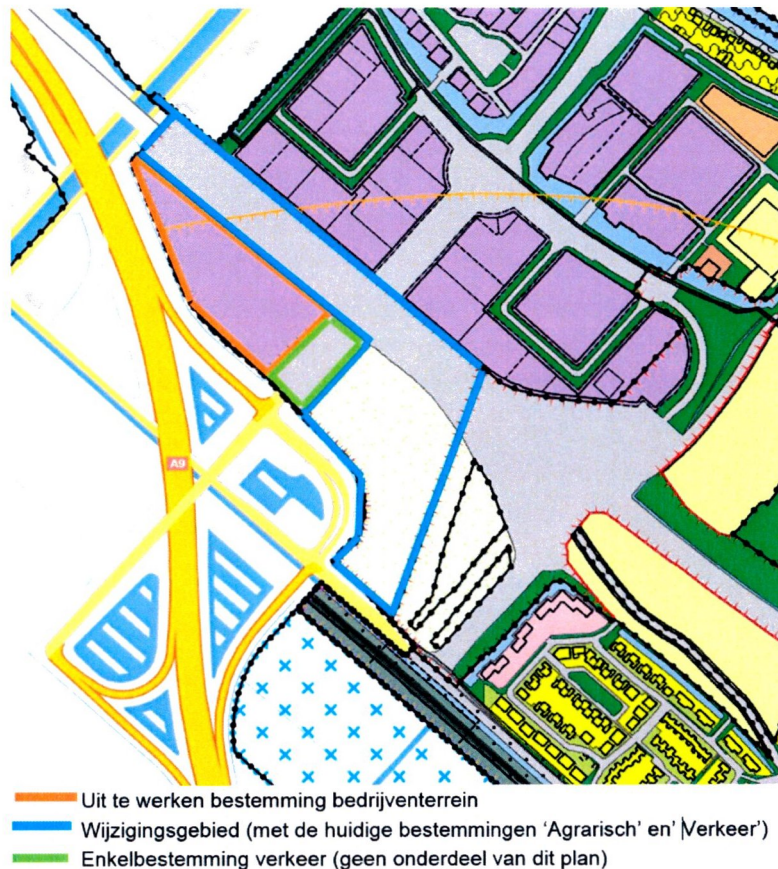 A9
Uit te werken bestemming bedrijventerrein
Wijzigingsgebied (met de huidige bestemmingen 'Agrarisch' en' Verkeer')
Enkelbestemming verkeer (geen onderdeel van dit plan)